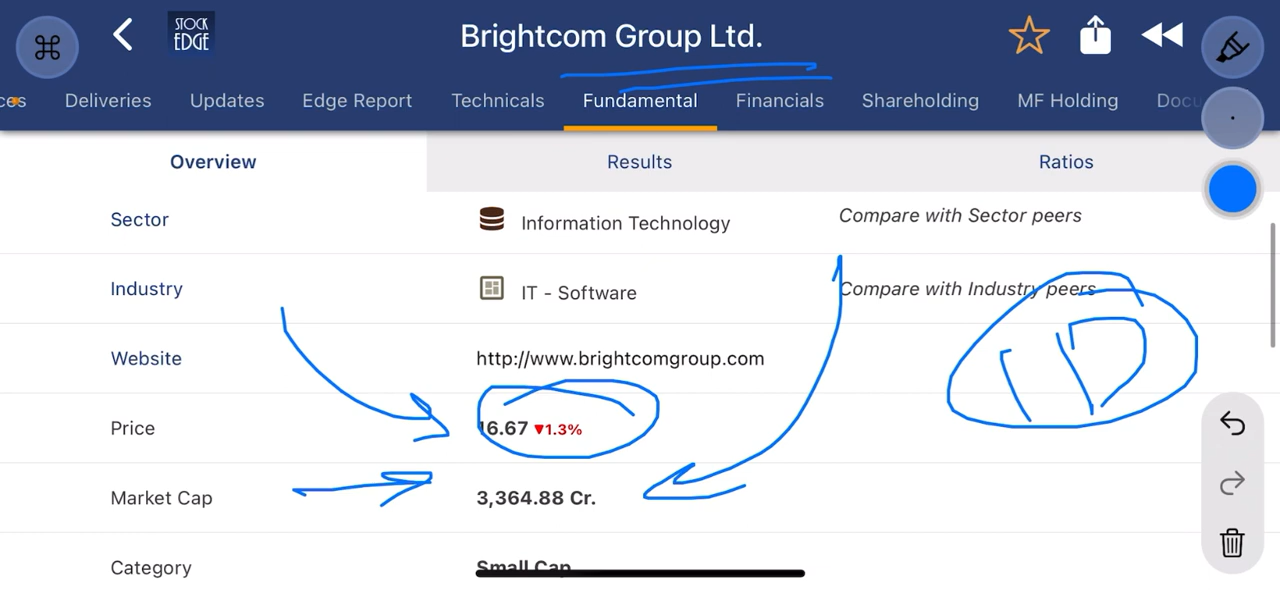 STOCK
EDGE
Brightcom Group Ltd.
Deliveries Updates Edge Report Technicals Fundamental Financials Shareholding MF Holding
Overview Results Ratios
Sector Information Technology Compare with Sector peers
Industry IT - Software Compare with Industry peers
Website http://www.brightcomgroup.com
Price 16.67 ▼1.3%
Market Cap 3,364.88 Cr.
Category Small Cap
1D